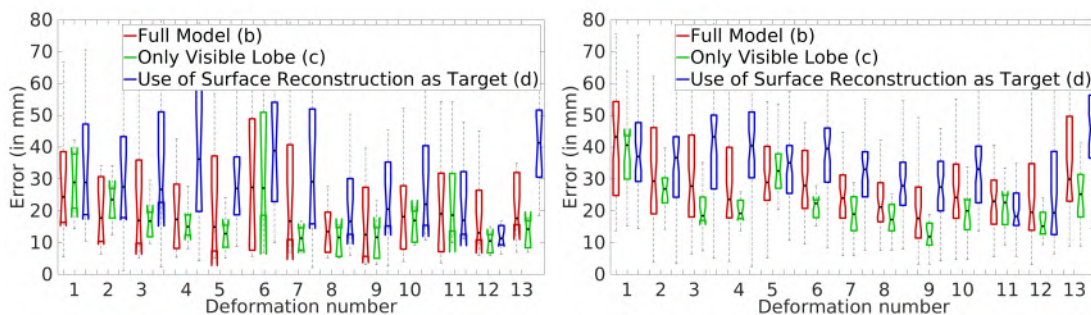 80
70
60
50
40
30
20
10
0
Error (in mm)
Full Model (b)
Only Visible Lobe (c)
Use of Surface Reconstruction as Target (d)
1 2 3 4 5 6 7 8 9 10 11 12 13
Deformation number
80
70
60
50
40
30
20
10
0
Error (in mm)
Full Model (b)
Only Visible Lobe (c)
Use of Surface Reconstruction as Target (d)
1 2 3 4 5 6 7 8 9 10 11 12 13
Deformation number